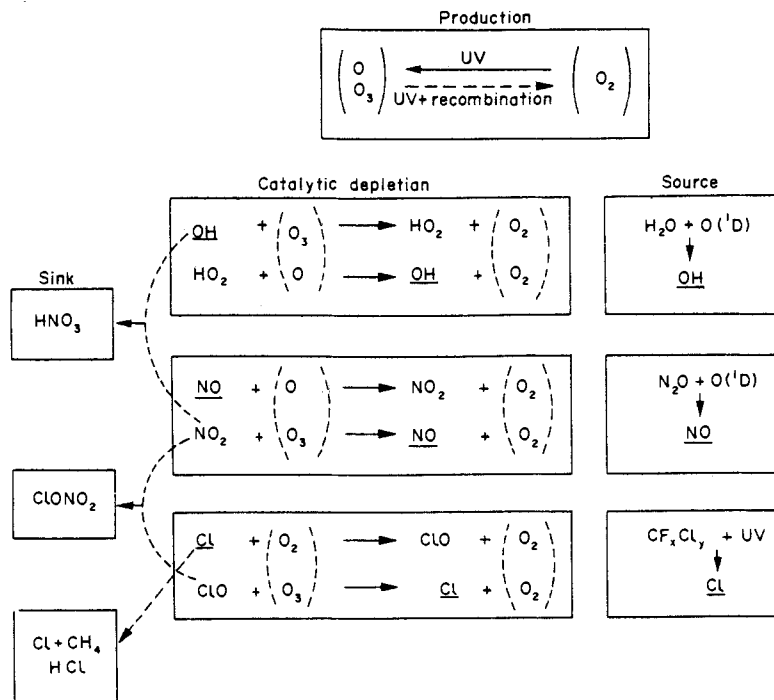 Production
O
O₃
UV
UV+ recombination
O₂
Catalytic depletian
OH + O₃ → HO₂ + O₂
HO₂ + O → OH + O₂
Source
H₂O + O(¹D)
↓
OH
Sink
HNO₃
NO + O → NO₂ + O₂
NO₂ + O₃ → NO + O₂
N₂O + O(¹D)
↓
NO
ClONO₂
Cl + O₂ → ClO + O₂
ClO + O₃ → Cl + O₂
CFₓClᵧ + UV
↓
Cl
Cl + CH₄
HCl